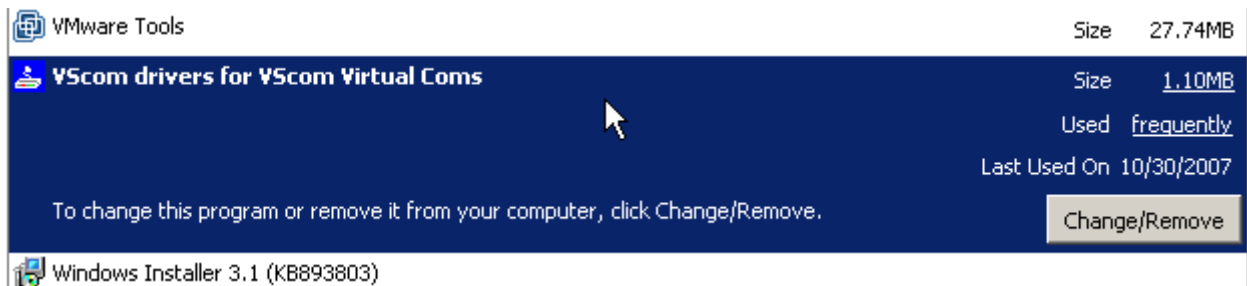 VMware Tools Size 27.74MB
VScom drivers for VScom Virtual Coms Size 1.10MB
Used frequently
Last Used On 10/30/2007
To change this program or remove it from your computer, click Change/Remove. Change/Remove
Windows Installer 3.1 (KB893803)